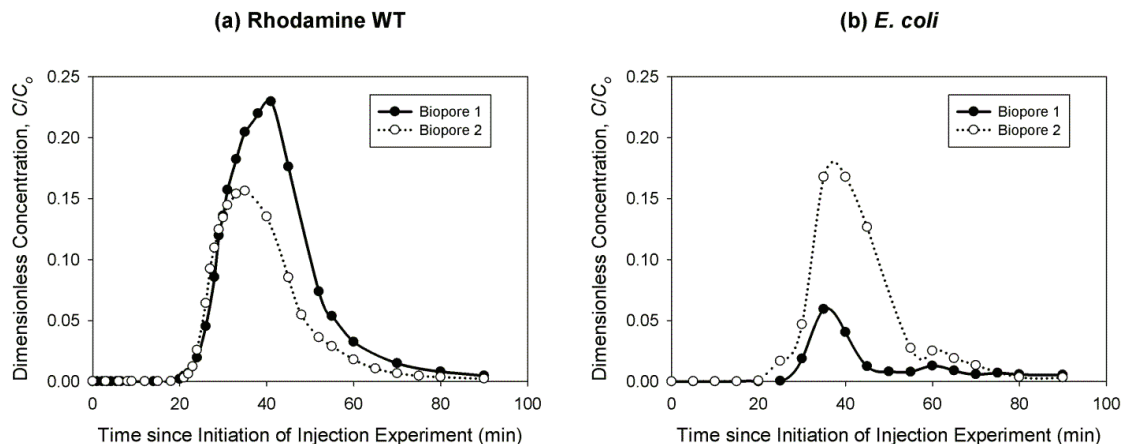 (a) Rhodamine WT
Dimensionless Concentration, C/Co
0.25
0.20
0.15
0.10
0.05
0.00
Biopore 1
Biopore 2
0 20 40 60 80 100
Time since Initiation of Injection Experiment (min)
(b) E. coli
Dimensionless Concentration, C/Co
0.25
0.20
0.15
0.10
0.05
0.00
Biopore 1
Biopore 2
0 20 40 60 80 100
Time since Initiation of Injection Experiment (min)